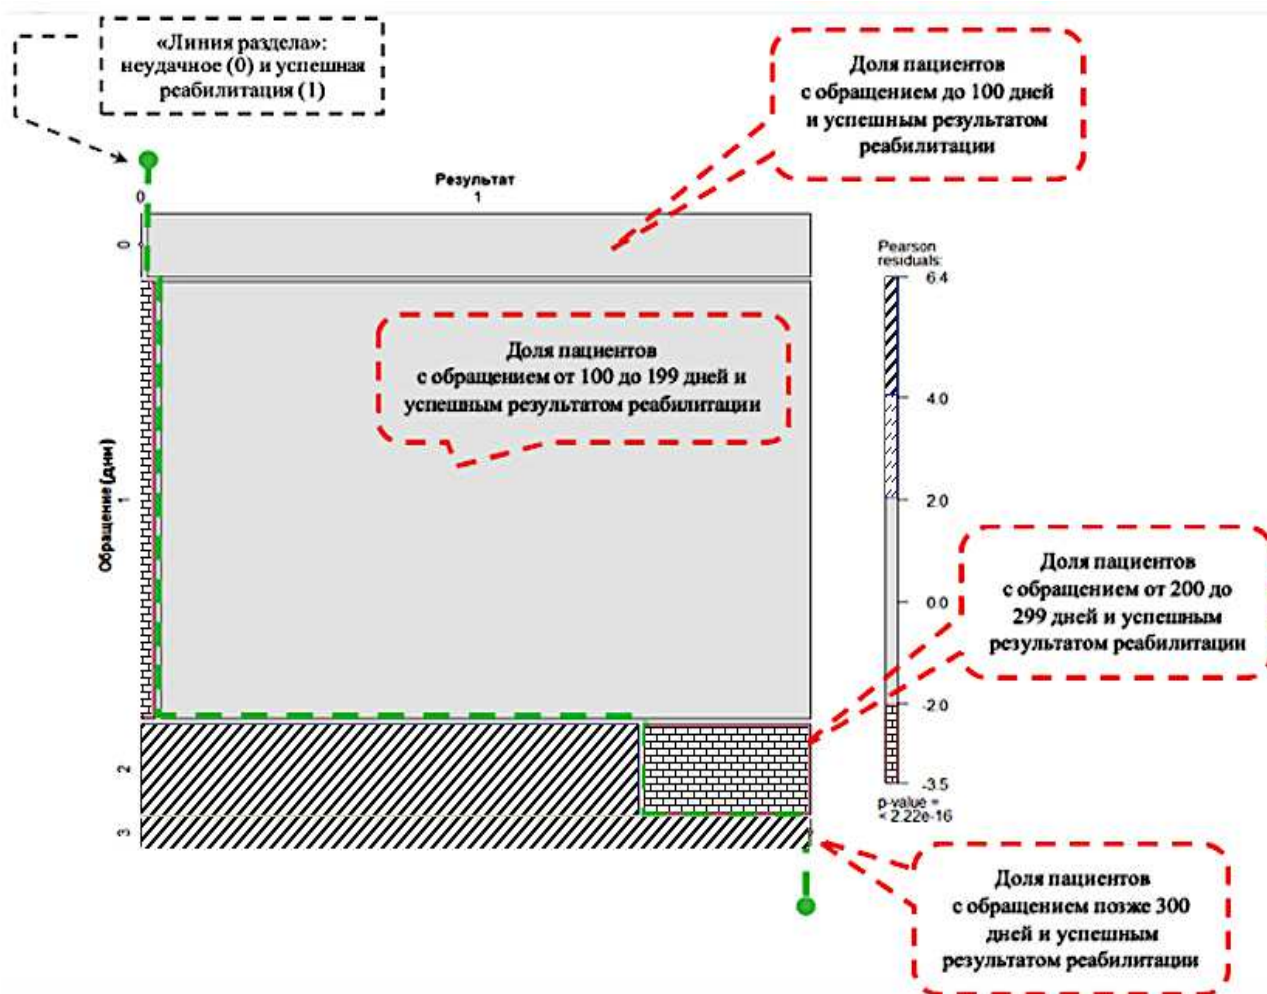 «Линия раздела»:
неудачное (0) и успешная
реабилитация (1)
Доля пациентов
с обращением до 100 дней
и успешным результатом
реабилитации
Результат
0
1
0
Pearson
residuals:
6.4
Доля пациентов
с обращением от 100 до 199 дней и
успешным результатом реабилитации
4.0
Обращение (дни)
1
2.0
Доля пациентов
с обращением от 200 до
299 дней и успешным
результатом реабилитации
0.0
-2.0
2
-3.5
p-value =
< 2.22e-16
3
Доля пациентов
с обращением позже 300
дней и успешным
результатом реабилитации